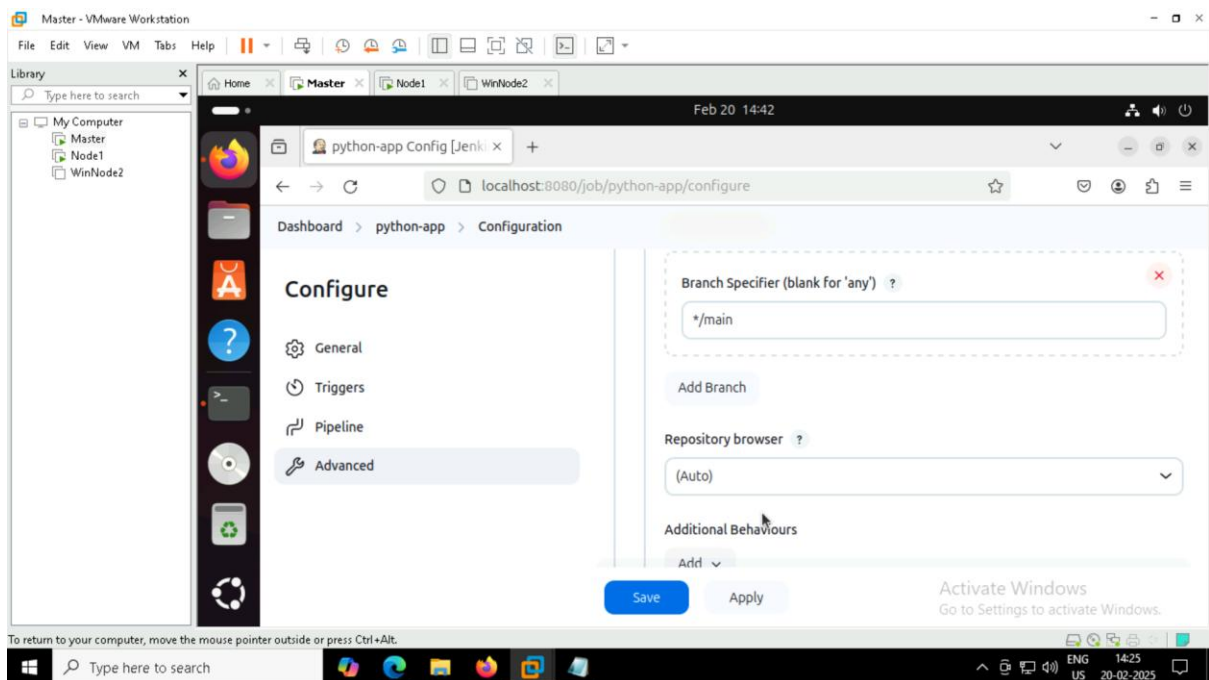 Master - VMware Workstation
File Edit View VM Tabs Help
Library
Type here to search
My Computer
Master
Node1
WinNode2
Home
Master
Node1
WinNode2
Feb 20 14:42
python-app Config [Jenki
localhost:8080/job/python-app/configure
Dashboard > python-app > Configuration
Configure
General
Triggers
Pipeline
Advanced
Branch Specifier (blank for 'any') ?
*/main
Add Branch
Repository browser ?
(Auto)
Additional Behaviours
Add
Save
Apply
Activate Windows
Go to Settings to activate Windows.
To return to your computer, move the mouse pointer outside or press Ctrl+Alt.
Type here to search
ENG
US
14:25
20-02-2025